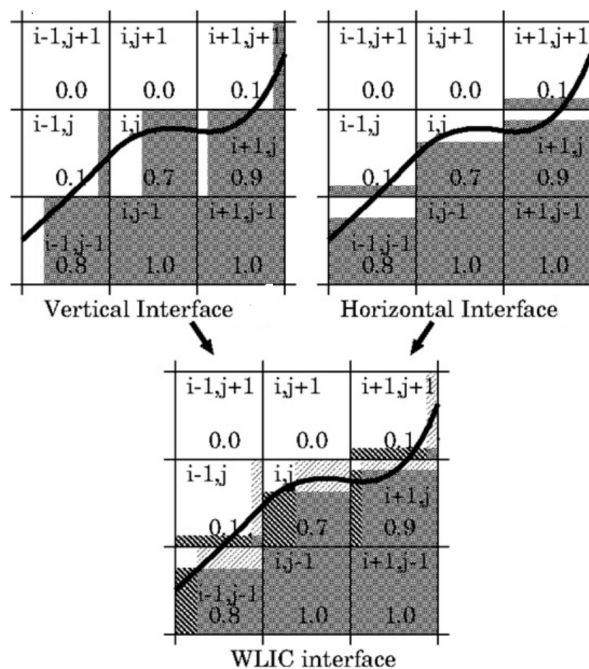 i-1,j+1 i,j+1 i+1,j+1
0.0 0.0 0.1
i-1,j i,j i+1,j
0.1 0.7 0.9
i-1,j-1 i,j-1 i+1,j-1
0.8 1.0 1.0
Vertical Interface
i-1,j+1 i,j+1 i+1,j+1
0.0 0.0 0.1
i-1,j i,j i+1,j
0.1 0.7 0.9
i-1,j-1 i,j-1 i+1,j-1
0.8 1.0 1.0
Horizontal Interface
i-1,j+1 i,j+1 i+1,j+1
0.0 0.0 0.1
i-1,j i,j i+1,j
0.1 0.7 0.9
i-1,j-1 i,j-1 i+1,j-1
0.8 1.0 1.0
WLIC interface